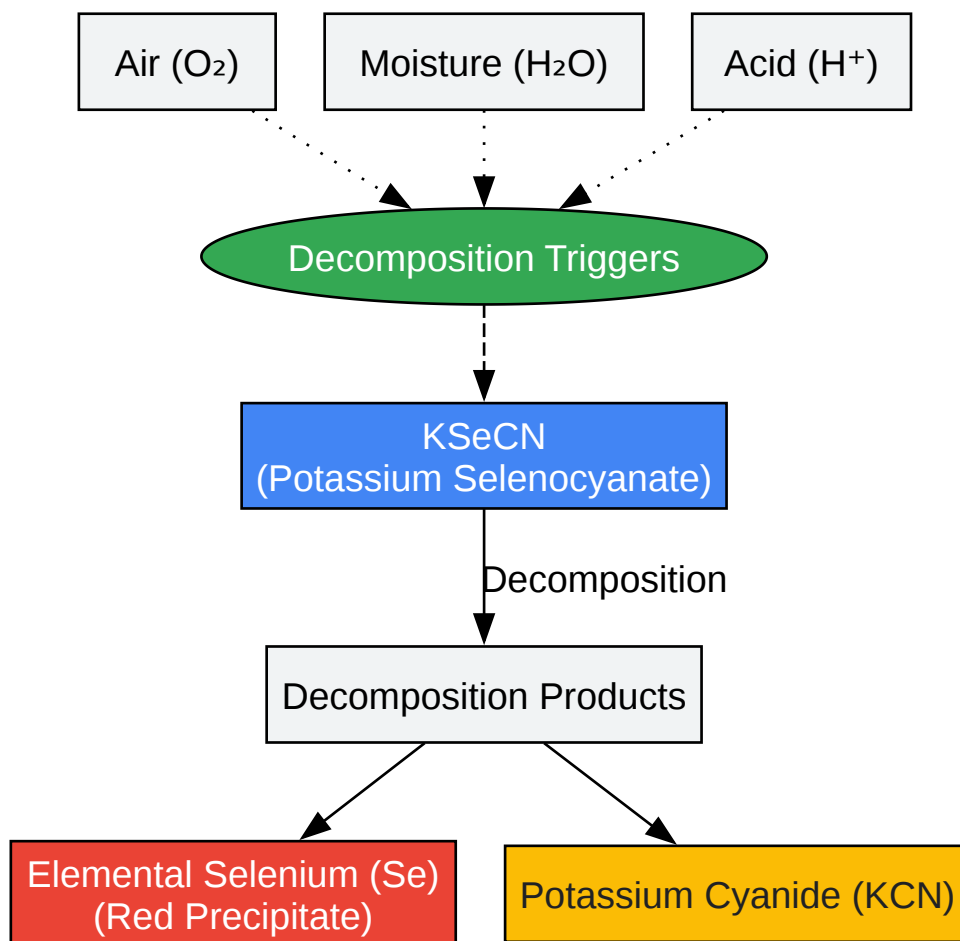 Air (O₂)
Moisture (H₂O)
Acid (H⁺)
Decomposition Triggers
KSeCN
(Potassium Selenocyanate)
Decomposition
Decomposition Products
Elemental Selenium (Se)
(Red Precipitate)
Potassium Cyanide (KCN)